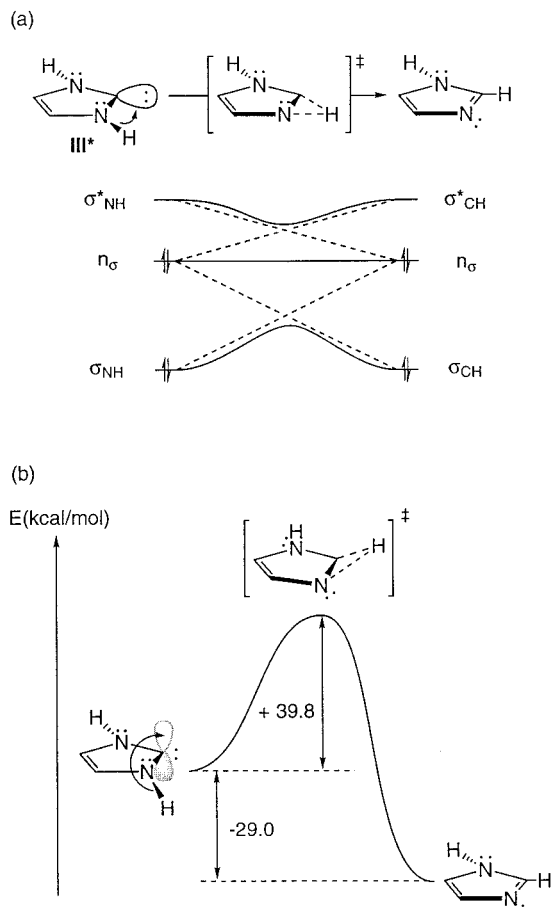 (a)
H N N H
H N N H ‡
H N N H
III*
σ*NH σ*CH
nσ nσ
σNH σCH
(b)
E(kcal/mol)
H N N H ‡
+ 39.8
H N N H
-29.0
H N N H